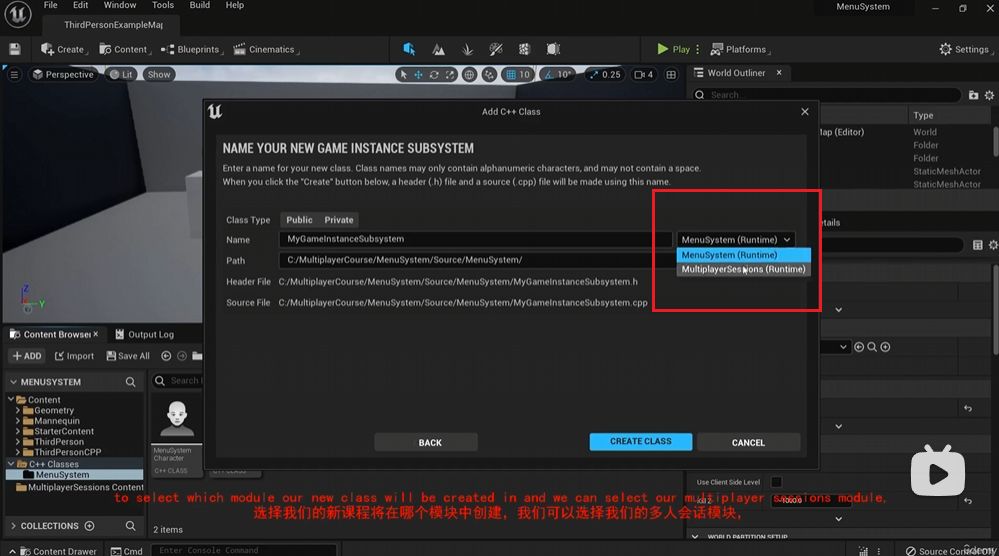 File Edit Window Tools Build Help
MenuSystem
ThirdPersonExampleMap
Create Content Blueprints Cinematics Play Platforms Settings
Perspective Lit Show 10 10° 0.25 4
World Outliner
Search...
Add C++ Class
Type
Map (Editor) World
Folder
Folder
StaticMeshActor
StaticMeshActor
NAME YOUR NEW GAME INSTANCE SUBSYSTEM
Enter a name for your new class. Class names may only contain alphanumeric characters, and may not contain a space.
When you click the "Create" button below, a header (.h) file and a source (.cpp) file will be made using this name.
Class Type Public Private
Name MyGameInstanceSubsystem MenuSystem (Runtime)
MenuSystem (Runtime)
MultiplayerSessions (Runtime)
Path C:/MultiplayerCourse/MenuSystem/Source/MenuSystem/
Header File C:/MultiplayerCourse/MenuSystem/Source/MenuSystem/MyGameInstanceSubsystem.h
Source File C:/MultiplayerCourse/MenuSystem/Source/MenuSystem/MyGameInstanceSubsystem.cpp
etails
BACK CREATE CLASS CANCEL
Z
Y
Content Browser Output Log
ADD Import Save All
MENUSYSTEM
Search
Content
Geometry
Mannequin
StarterContent
ThirdPerson
ThirdPersonCPP
C++ Classes
MenuSystem
MultiplayerSessions Content
MenuSystem
Character
C++ CLASS
C++ CLASS
Use Client Side Level
to select which module our new class will be created in and we can select our multiplayer sessions module,
选择我们的新课程将在哪个模块中创建，我们可以选择我们的多人会话模块，
COLLECTIONS
2 items
WORLD PARTITION SETUP
Content Drawer Cmd Enter Console Command
Source Control